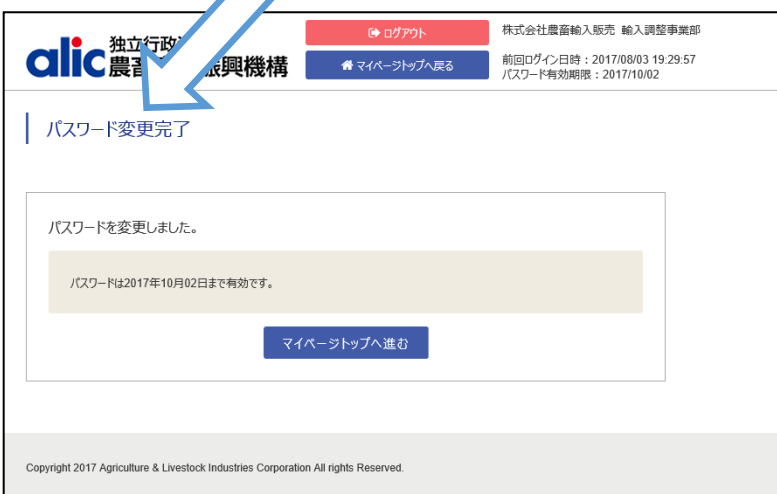 ログアウト
株式会社農畜輸入販売 輸入調整事業部
alic 独立行政
農 振興機構
マイページトップへ戻る
前回ログイン日時：2017/08/03 19:29:57
パスワード有効期限：2017/10/02
パスワード変更完了
パスワードを変更しました。
パスワードは2017年10月02日まで有効です。
マイページトップへ進む
Copyright 2017 Agriculture & Livestock Industries Corporation All rights Reserved.